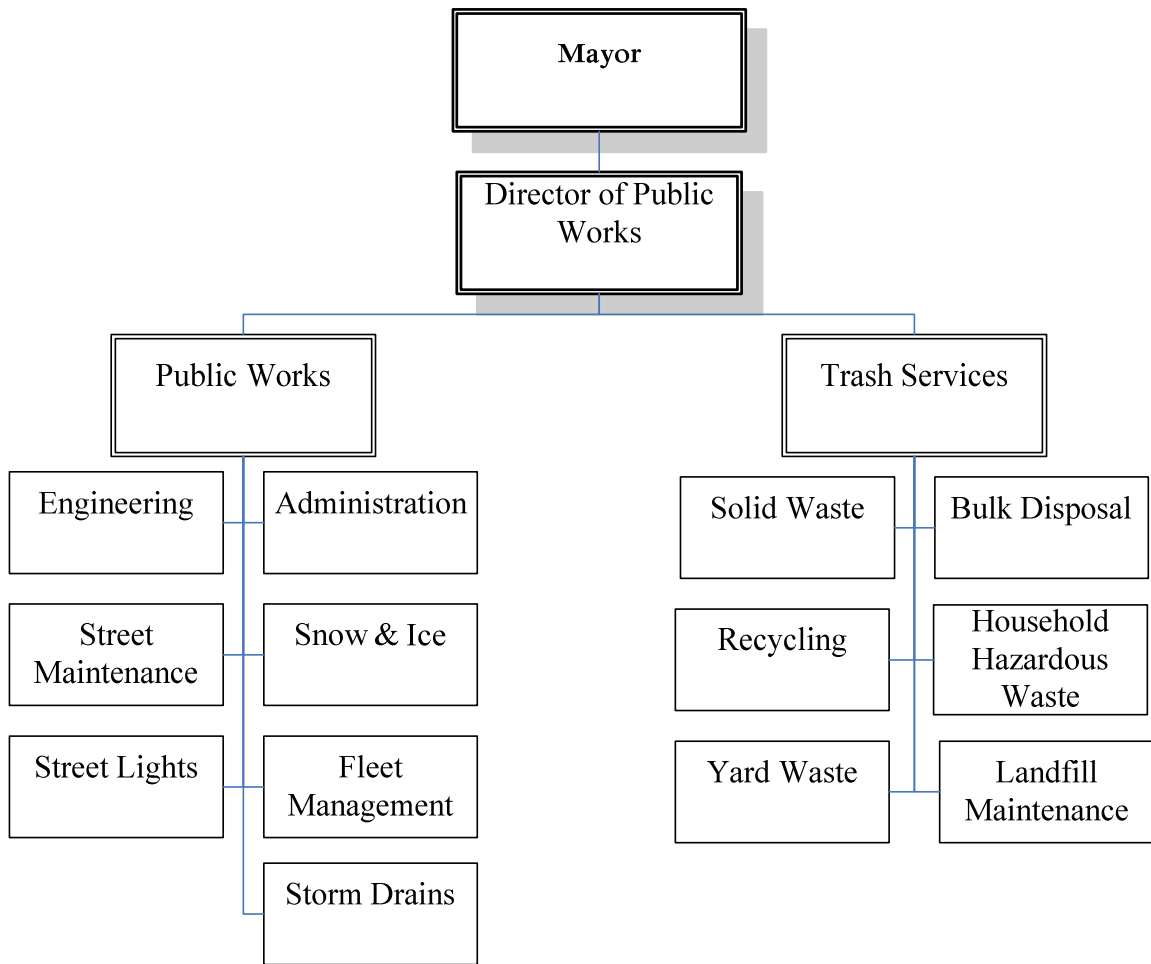 Mayor
Director of Public
Works
Public Works
Trash Services
Engineering
Administration
Solid Waste
Bulk Disposal
Street
Maintenance
Snow & Ice
Recycling
Household
Hazardous
Waste
Street Lights
Fleet
Management
Yard Waste
Landfill
Maintenance
Storm Drains